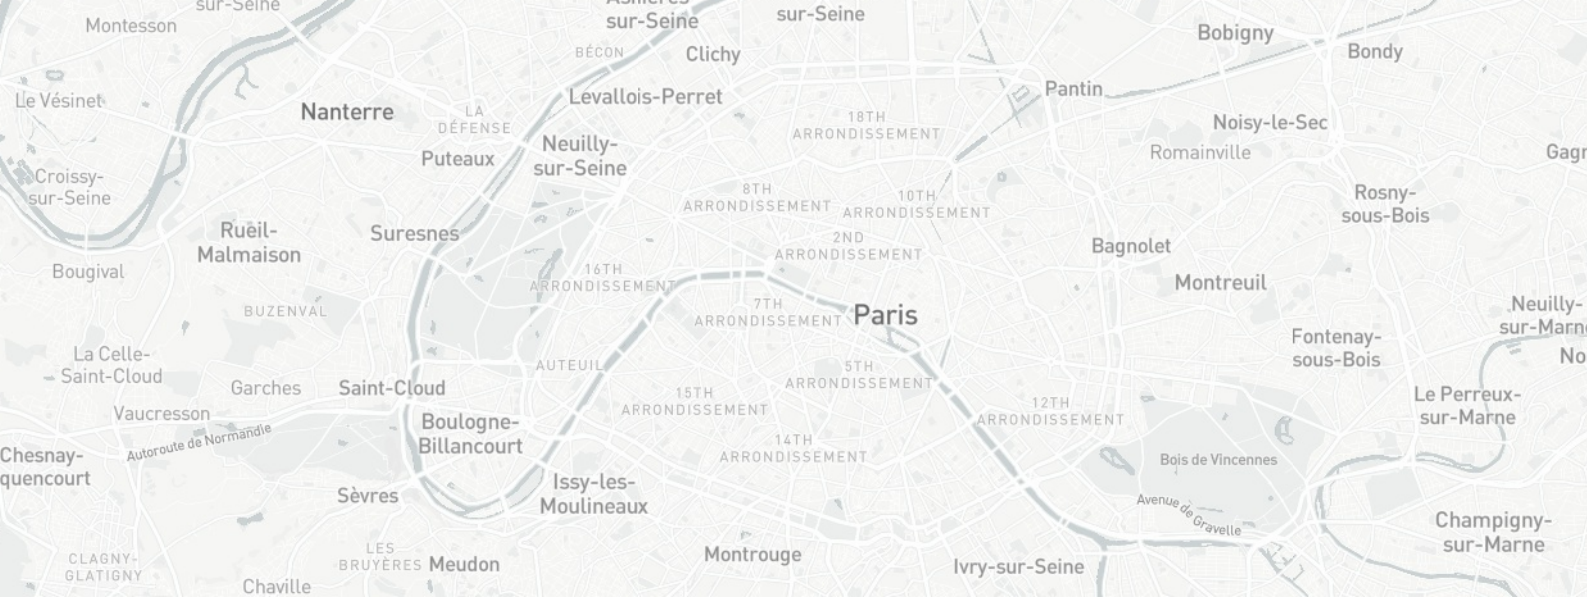 sur-Seine
Montesson
Asnières
sur-Seine
sur-Seine
BÉCON
Clichy
Bobigny
Bondy
Le Vésinet
Nanterre
LA
DÉFENSE
Levallois-Perret
Pantin
18TH
ARRONDISSEMENT
Noisy-le-Sec
Romainville
Puteaux
Neuilly-
sur-Seine
Croissy-
sur-Seine
8TH
ARRONDISSEMENT
10TH
ARRONDISSEMENT
Rosny-
sous-Bois
Rueil-
Malmaison
Suresnes
2ND
ARRONDISSEMENT
Bagnolet
Bougival
16TH
ARRONDISSEMENT
Montreuil
BUZENVAL
7TH
ARRONDISSEMENT
Paris
Neuilly-
sur-Marne
Fontenay-
sous-Bois
La Celle-
Saint-Cloud
AUTEUIL
5TH
ARRONDISSEMENT
No
Garches
Saint-Cloud
15TH
ARRONDISSEMENT
12TH
ARRONDISSEMENT
Le Perreux-
sur-Marne
Vaucresson
Autoroute de Normandie
Boulogne-
Billancourt
14TH
ARRONDISSEMENT
Chesnay-
quencourt
Bois de Vincennes
Sèvres
Issy-les-
Moulineaux
Avenue de Gravelle
Champigny-
sur-Marne
CLAGNY-
GLATIGNY
LES
BRUYÈRES
Meudon
Montrouge
Ivry-sur-Seine
Chaville